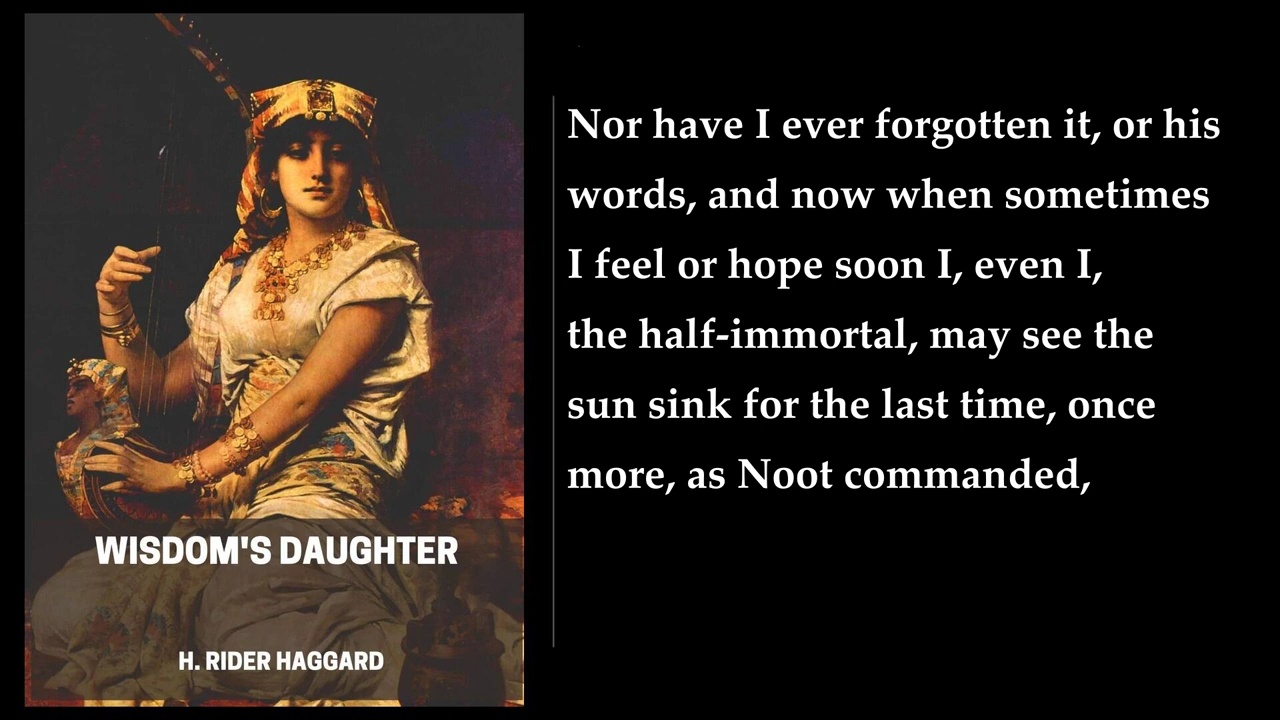 WISDOM'S DAUGHTER
H. RIDER HAGGARD
Nor have I ever forgotten it, or his
words, and now when sometimes
I feel or hope soon I, even I,
the half-immortal, may see the
sun sink for the last time, once
more, as Noot commanded,